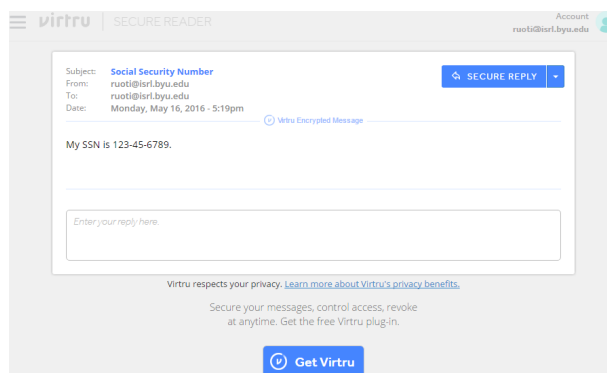 virtru SECURE READER
Account
ruoti@isrl.byu.edu
Subject: Social Security Number
From: ruoti@isrl.byu.edu
To: ruoti@isrl.byu.edu
Date: Monday, May 16, 2016 - 5:19pm
SECURE REPLY
Virtru Encrypted Message
My SSN is 123-45-6789.
Enter your reply here.
Virtru respects your privacy. Learn more about Virtru's privacy benefits.
Secure your messages, control access, revoke
at anytime. Get the free Virtru plug-in.
Get Virtru